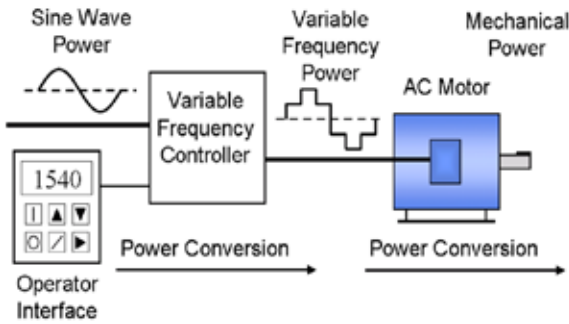 Sine Wave
Power
Variable
Frequency
Power
Mechanical
Power
AC Motor
Variable
Frequency
Controller
1540
Operator
Interface
Power Conversion
Power Conversion